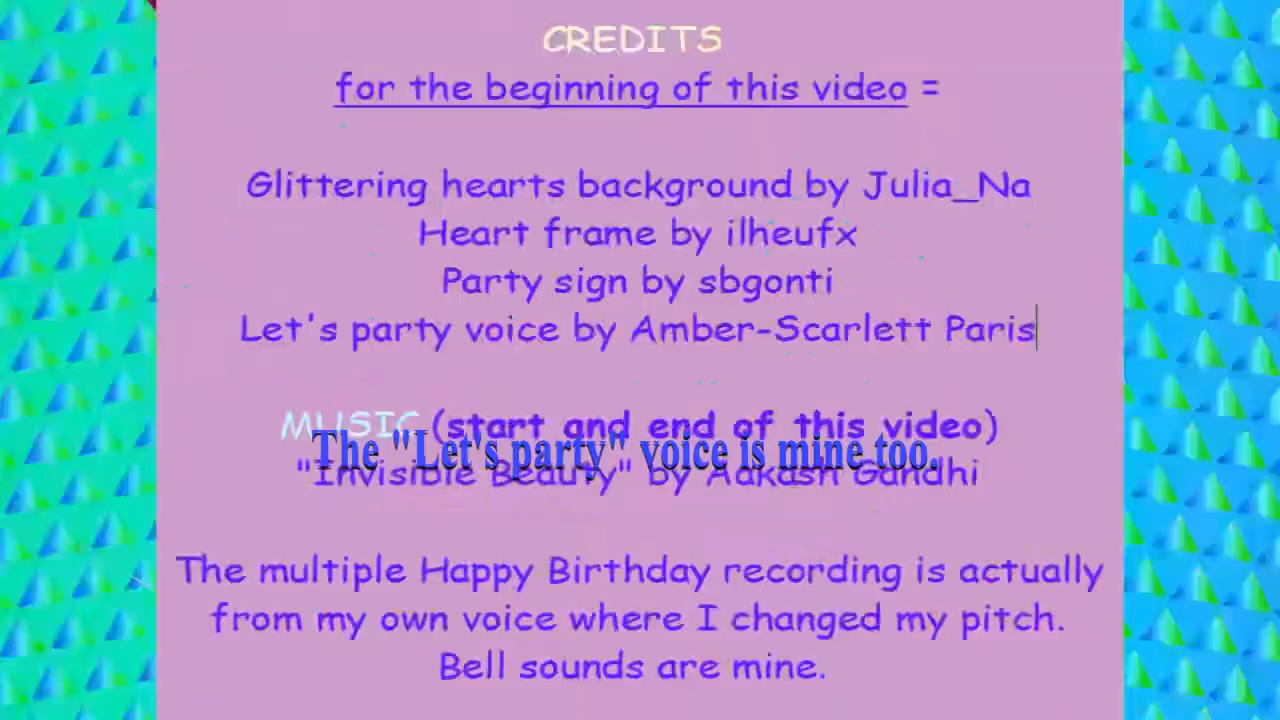 CREDITS
for the beginning of this video =
Glittering hearts background by Julia_Na
Heart frame by ilheufx
Party sign by sbgonti
Let's party voice by Amber-Scarlett Paris
MUSIC (start and end of this video)
The "Let's party" voice is mine too.
"Invisible Beauty" by Aakash Gandhi
The multiple Happy Birthday recording is actually
from my own voice where I changed my pitch.
Bell sounds are mine.